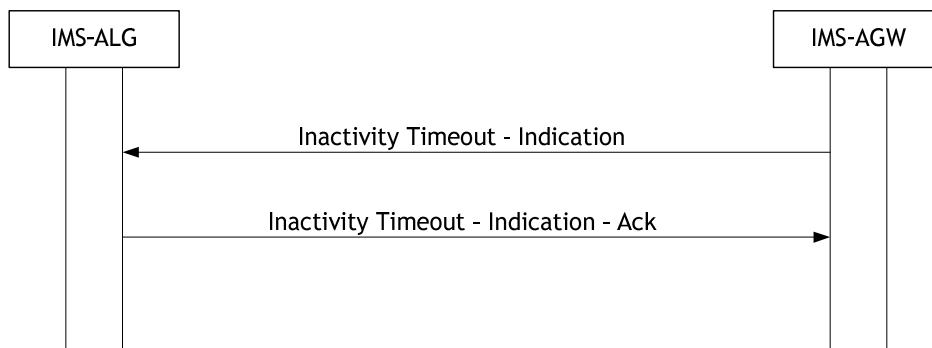 IMS-ALG
IMS-AGW
Inactivity Timeout - Indication
Inactivity Timeout - Indication - Ack